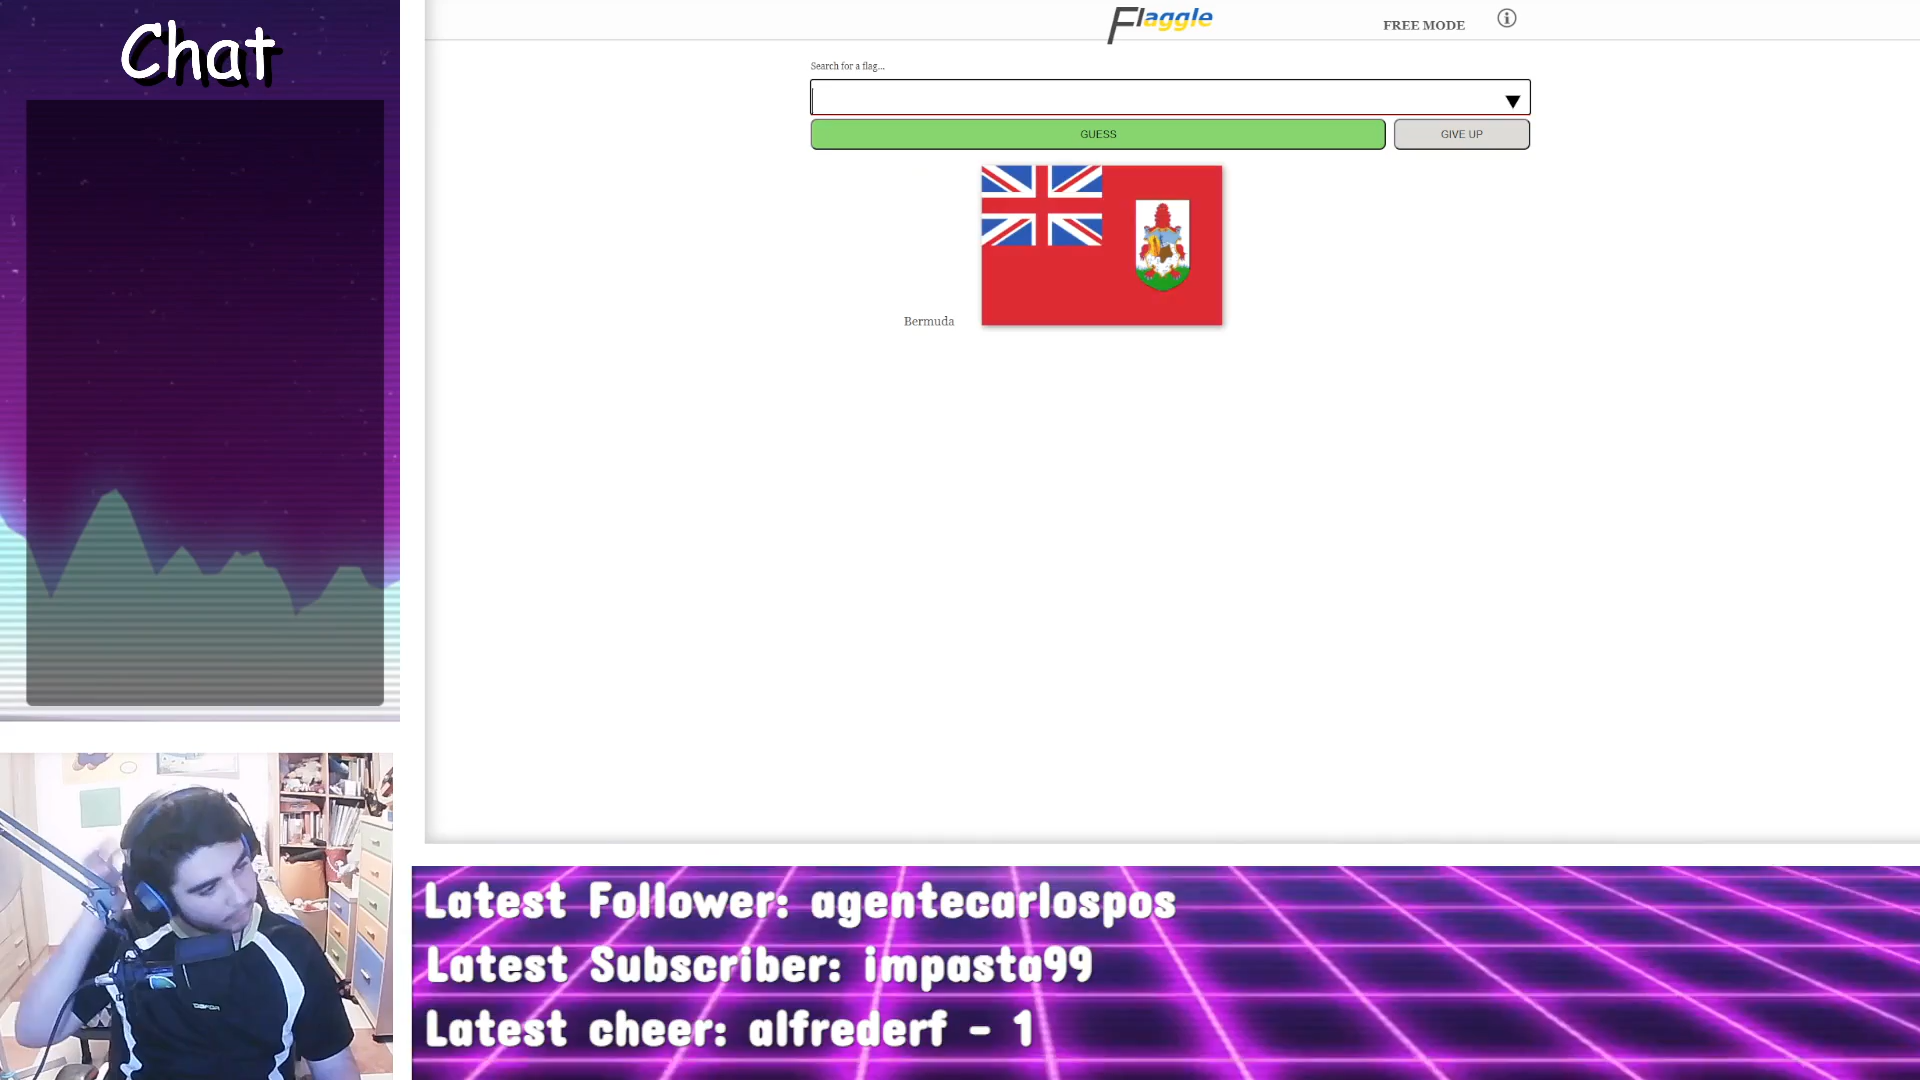 Chat
Flaggle
FREE MODE
Search for a flag...
GUESS
GIVE UP
Bermuda
Latest Follower: agentecarlospos
Latest Subscriber: impasta99
Latest cheer: alfrederf - 1